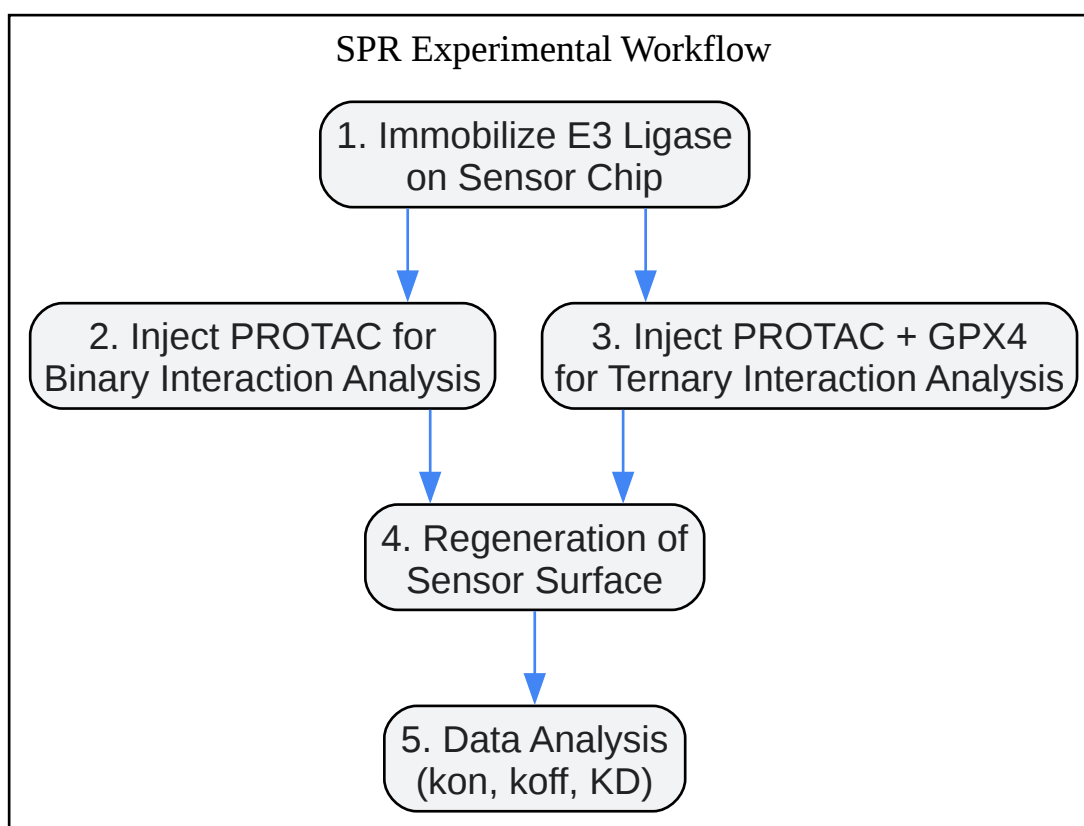 SPR Experimental Workflow
1. Immobilize E3 Ligase
on Sensor Chip
2. Inject PROTAC for
Binary Interaction Analysis
3. Inject PROTAC + GPX4
for Ternary Interaction Analysis
4. Regeneration of
Sensor Surface
5. Data Analysis
(kon, koff, KD)